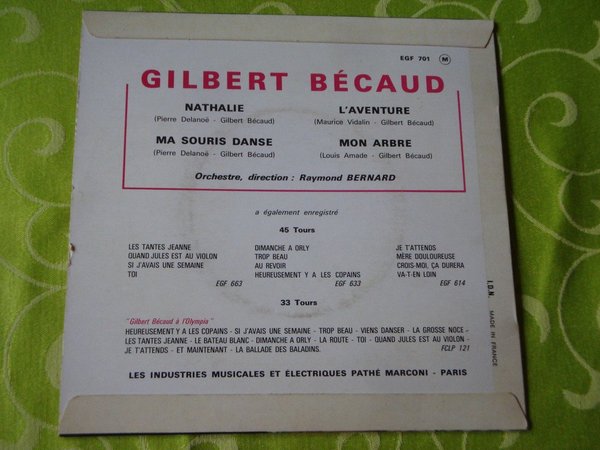 EGF 701 M
GILBERT BÉCAUD
NATHALIE
(Pierre Delanoë - Gilbert Bécaud)
L'AVENTURE
(Maurice Vidalin - Gilbert Bécaud)
MA SOURIS DANSE
(Pierre Delanoë - Gilbert Bécaud)
MON ARBRE
(Louis Amade - Gilbert Bécaud)
Orchestre, direction : Raymond BERNARD
a également enregistré
45 Tours
LES TANTES JEANNE
QUAND JULES EST AU VIOLON
SI J'AVAIS UNE SEMAINE
TOI
EGF 663
DIMANCHE A ORLY
TROP BEAU
AU REVOIR
HEUREUSEMENT Y A LES COPAINS
EGF 633
JE T'ATTENDS
MÈRE DOULOUREUSE
CROIS-MOI, ÇA DURERA
VA-T-EN LOIN
EGF 614
33 Tours
"Gilbert Bécaud à l'Olympia"
HEUREUSEMENT Y A LES COPAINS - SI J'AVAIS UNE SEMAINE - TROP BEAU - VIENS DANSER - LA GROSSE NOCE -
LES TANTES JEANNE - LE BATEAU BLANC - DIMANCHE A ORLY - LA ROUTE - TOI - QUAND JULES EST AU VIOLON -
JE T'ATTENDS - ET MAINTENANT - LA BALLADE DES BALADINS.
FCLP 121
LES INDUSTRIES MUSICALES ET ÉLECTRIQUES PATHÉ MARCONI - PARIS
I.D.N. MADE IN FRANCE